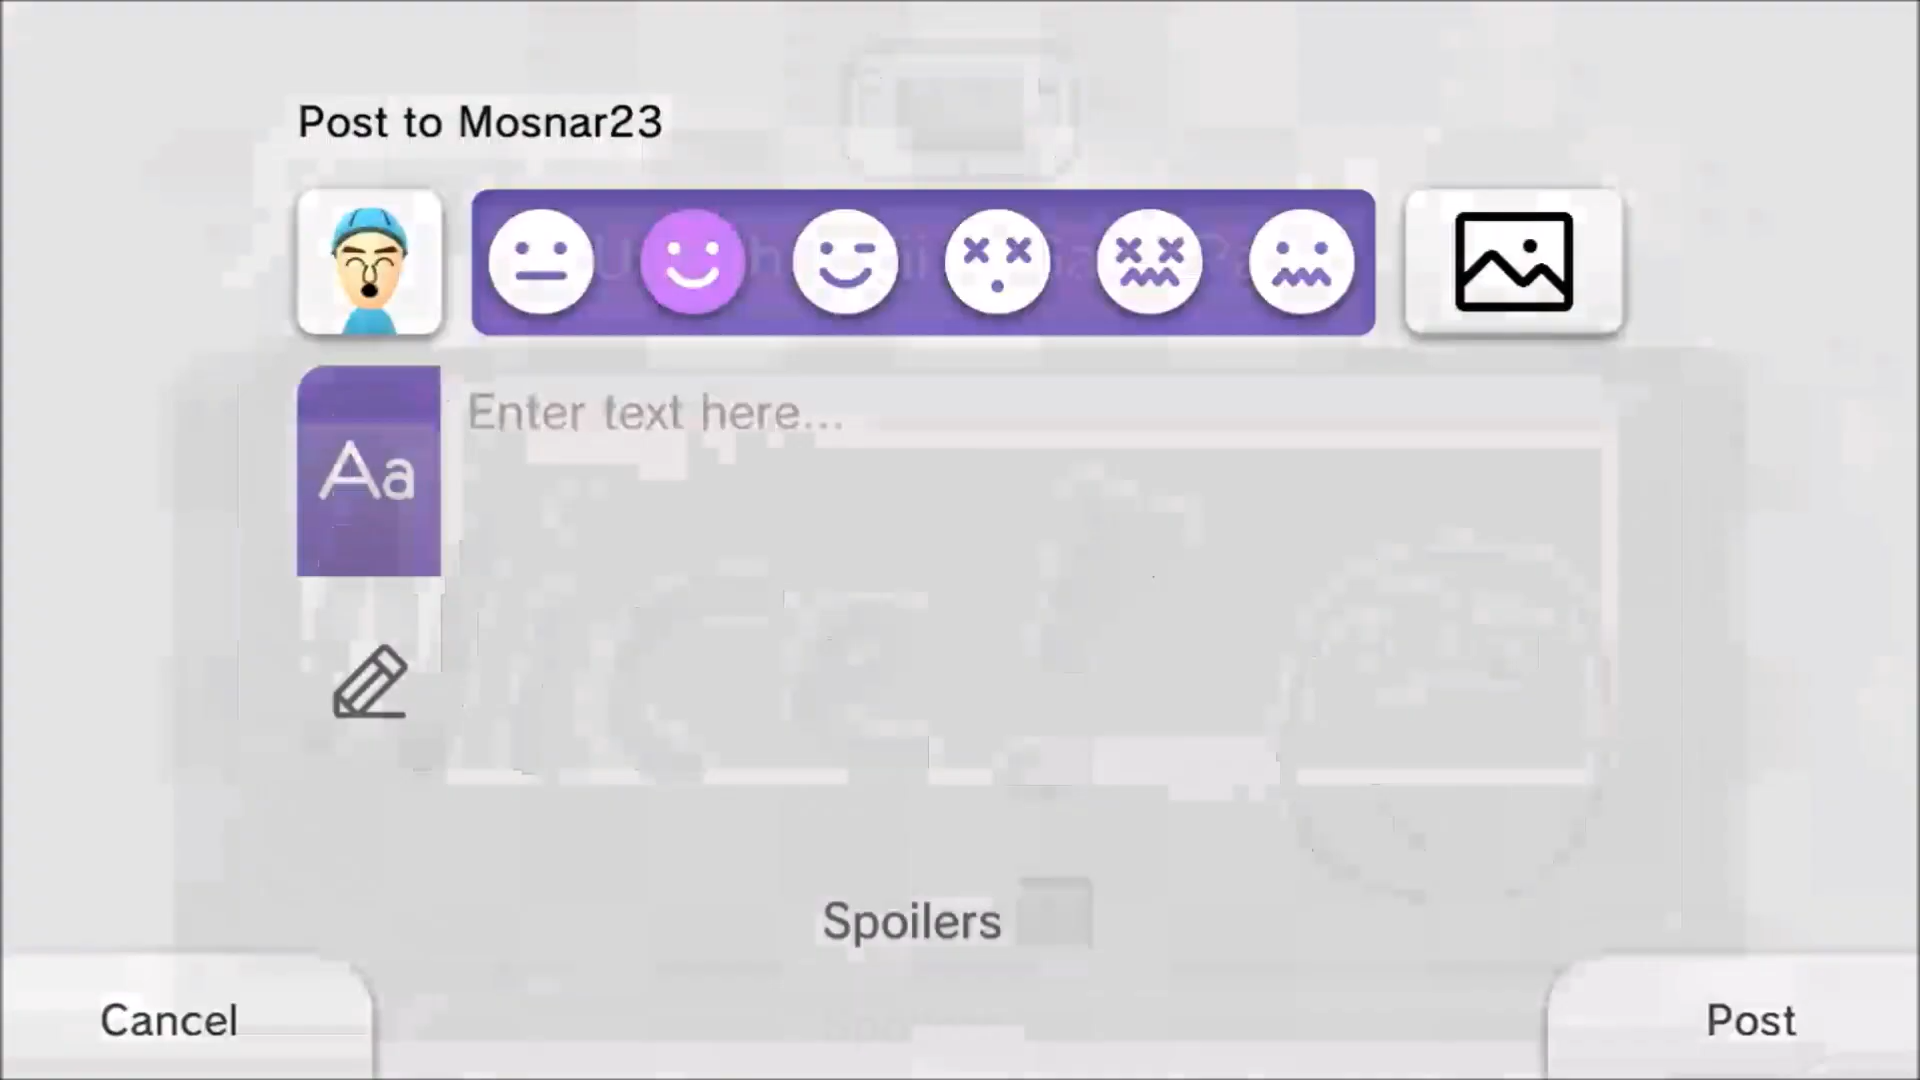 Post to Mosnar23
Aa
Enter text here...
Spoilers
Cancel
Post